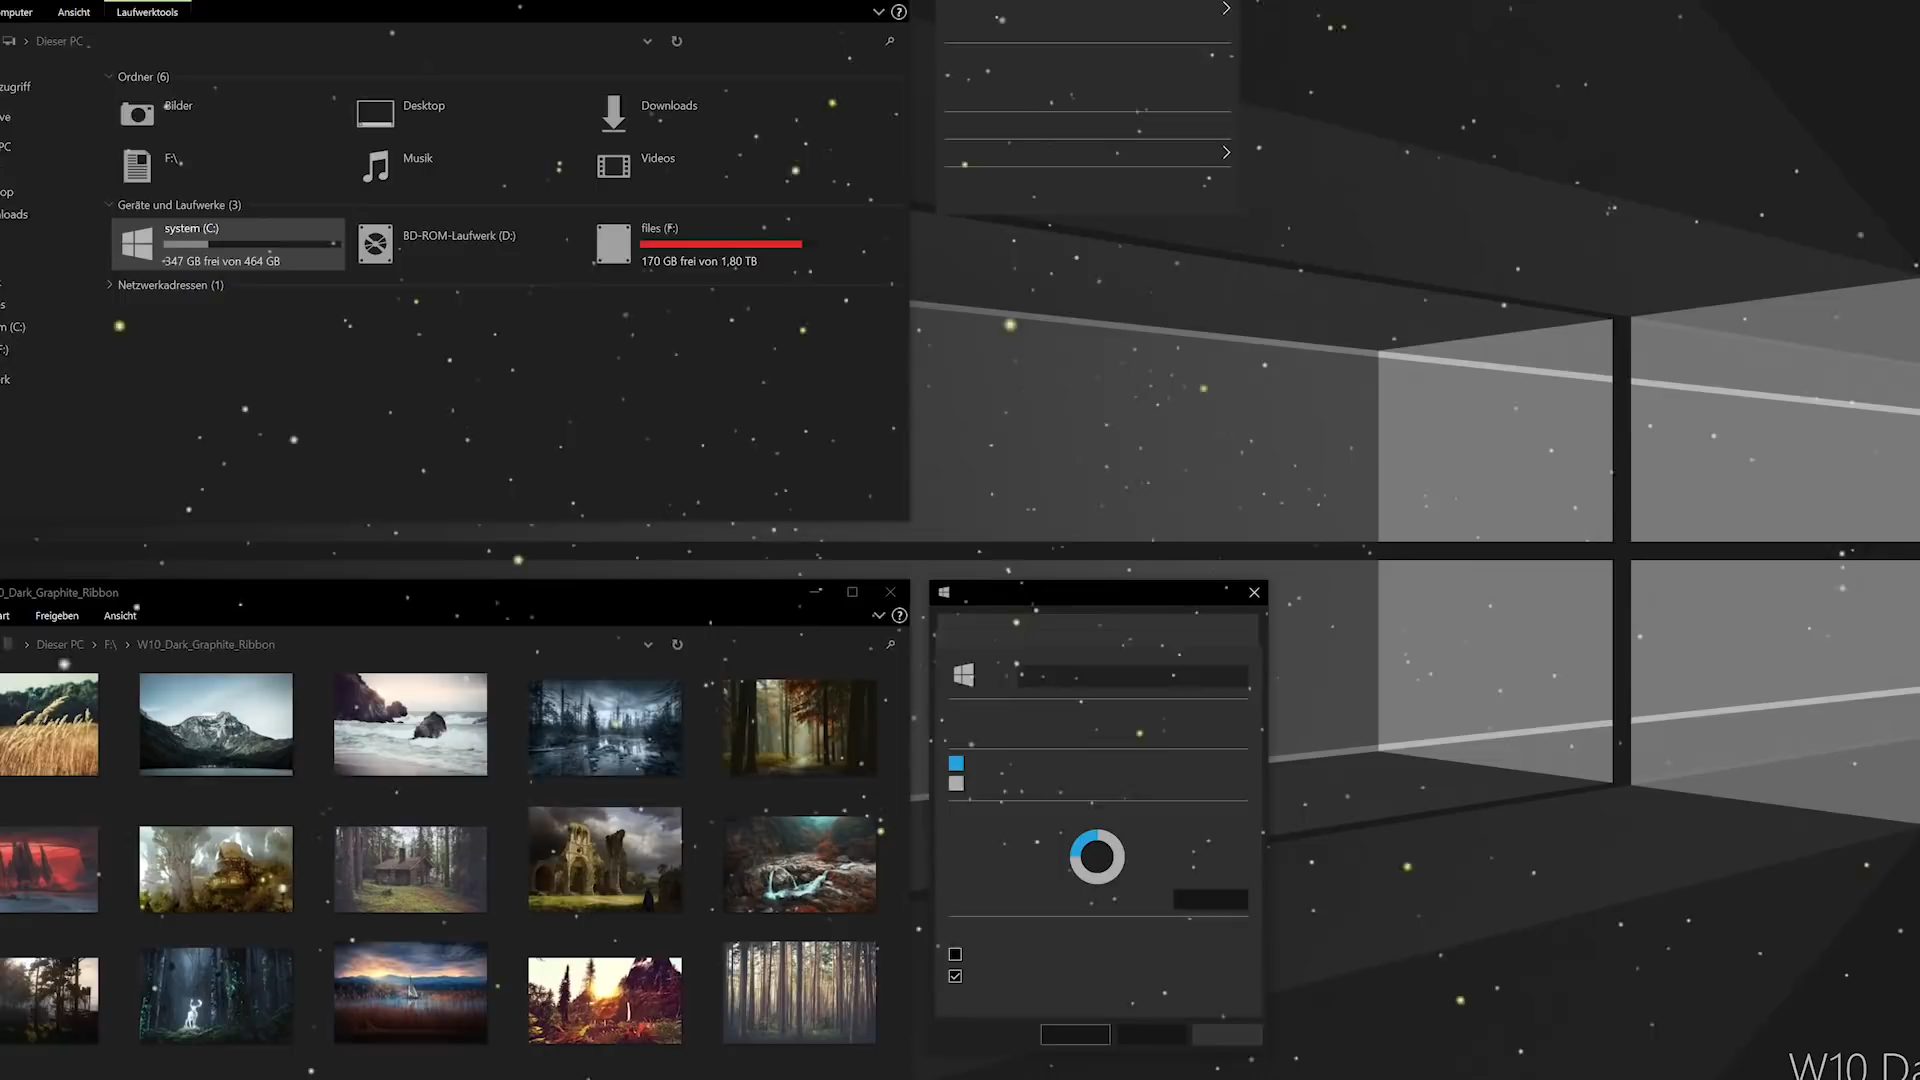 mputer Ansicht Laufwerktools
Dieser PC
zugriff
ve
PC
op
loads
s
m (C:)
F:)
rk
Ordner (6)
Bilder Desktop Downloads
F:\ Musik Videos
Geräte und Laufwerke (3)
system (C:)
347 GB frei von 464 GB
BD-ROM-Laufwerk (D:)
files (F:)
170 GB frei von 1,80 TB
Netzwerkadressen (1)
0_Dark_Graphite_Ribbon
art Freigeben Ansicht
Dieser PC > F:\ > W10_Dark_Graphite_Ribbon
W10 Da